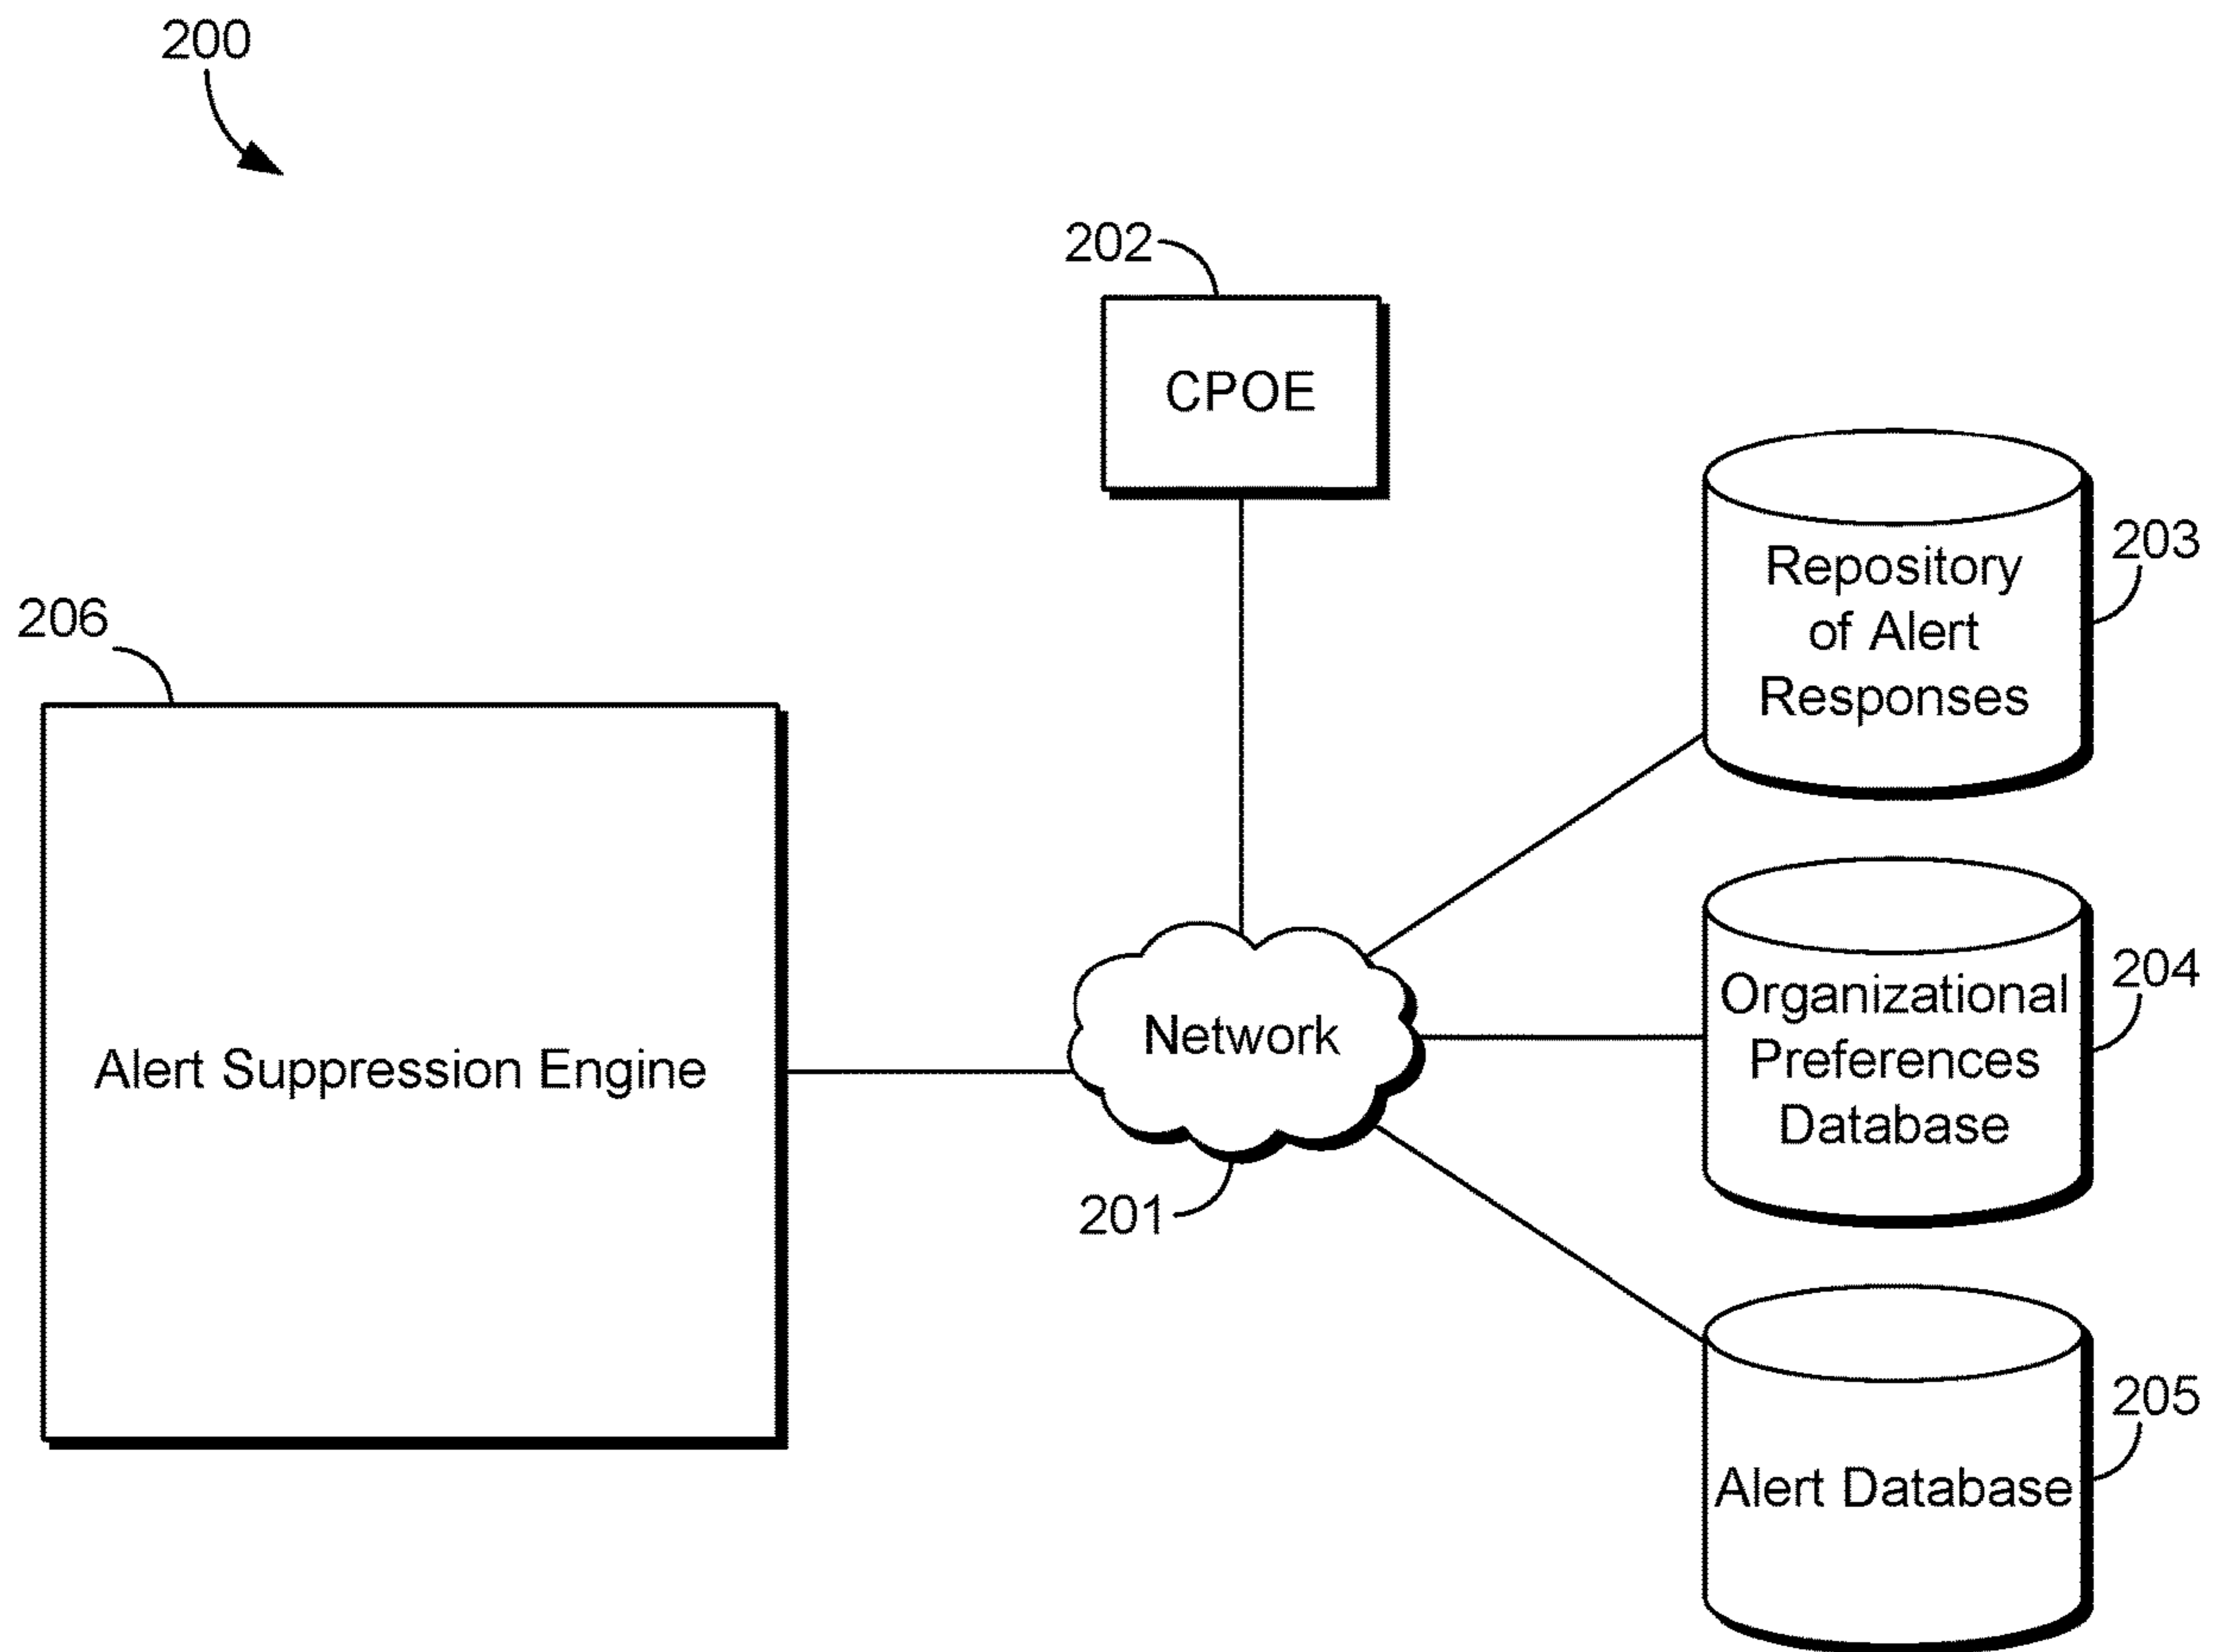 200
202
CPOE
203
Repository
of Alert
Responses
206
Alert Suppression Engine
Network
201
204
Organizational
Preferences
Database
205
Alert Database